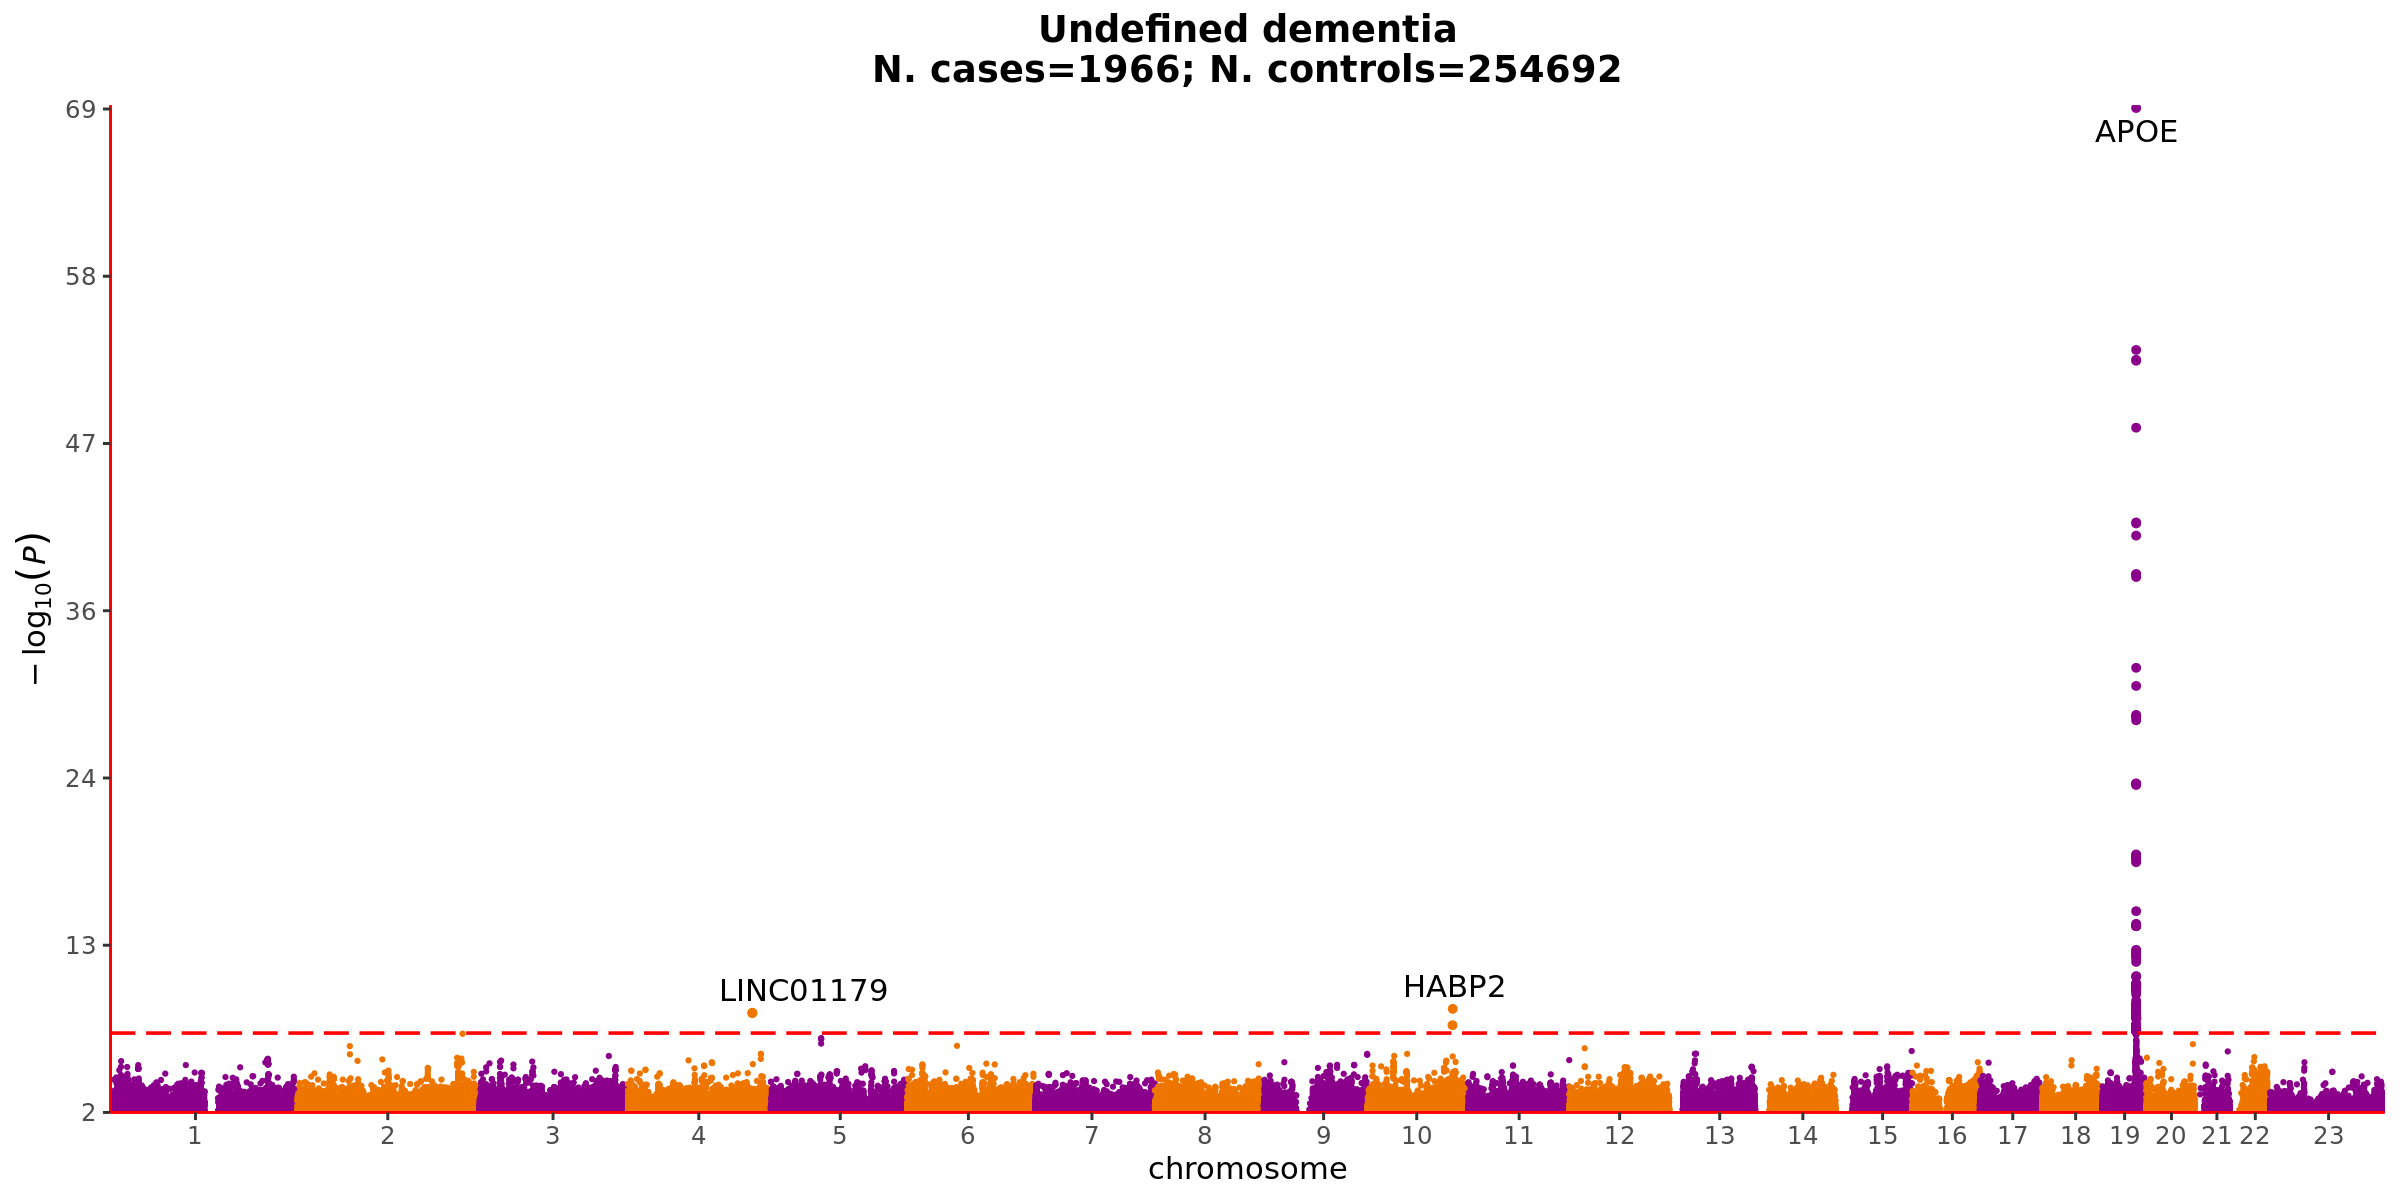 Undefined dementia
N. cases=1966; N. controls=254692
69
APOE
58
47
36
24
13
LINC01179
HABP2
2
− log10(P)
1 2 3 4 5 6 7 8 9 10 11 12 13 14 15 16 17 18 19 20 21 22 23
chromosome